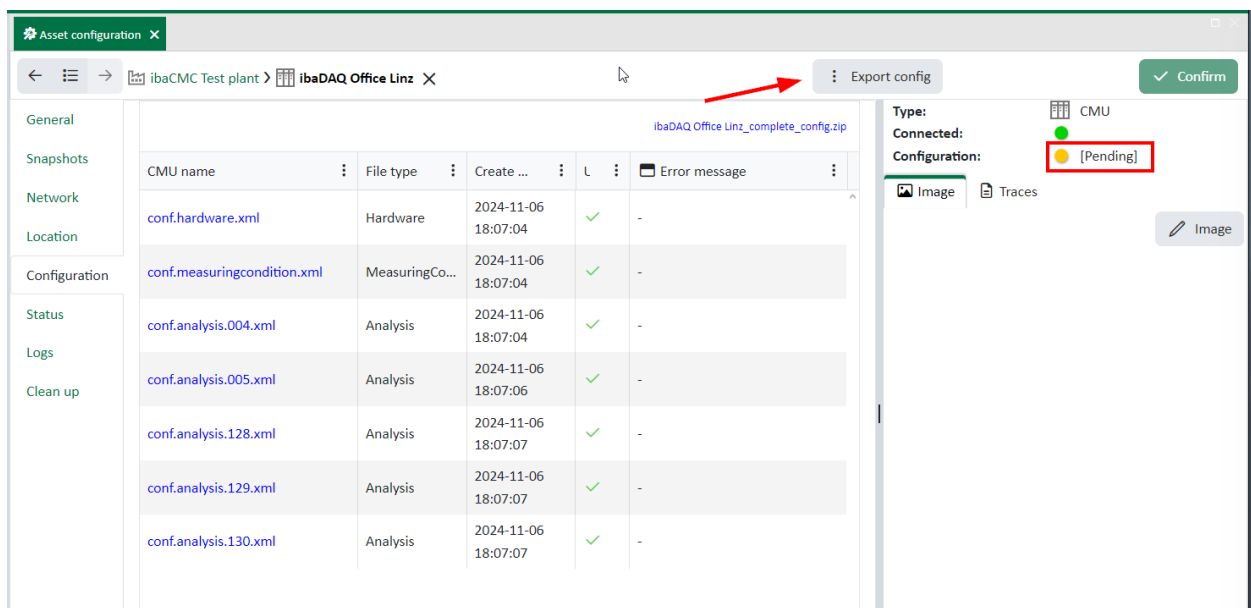 Asset configuration
ibaCMC Test plant > ibaDAQ Office Linz
Export config
Confirm
General
Snapshots
Network
Location
Configuration
Status
Logs
Clean up
ibaDAQ Office Linz_complete_config.zip
CMU name File type Create ... L Error message
conf.hardware.xml Hardware 2024-11-06 18:07:04 -
conf.measuringcondition.xml MeasuringCo... 2024-11-06 18:07:04 -
conf.analysis.004.xml Analysis 2024-11-06 18:07:04 -
conf.analysis.005.xml Analysis 2024-11-06 18:07:06 -
conf.analysis.128.xml Analysis 2024-11-06 18:07:07 -
conf.analysis.129.xml Analysis 2024-11-06 18:07:07 -
conf.analysis.130.xml Analysis 2024-11-06 18:07:07 -
Type: CMU
Connected:
Configuration: [Pending]
Image Traces
Image